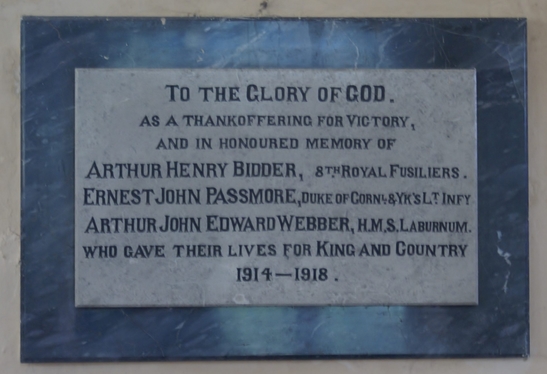 TO THE GLORY OF GOD.
AS A THANKOFFERING FOR VICTORY,
AND IN HONOURED MEMORY OF
ARTHUR HENRY BIDDER, 8TH ROYAL FUSILIERS.
ERNEST JOHN PASSMORE, DUKE OF CORNL & YK'S LT INFY
ARTHUR JOHN EDWARD WEBBER, H.M.S. LABURNUM.
WHO GAVE THEIR LIVES FOR KING AND COUNTRY
1914—1918.